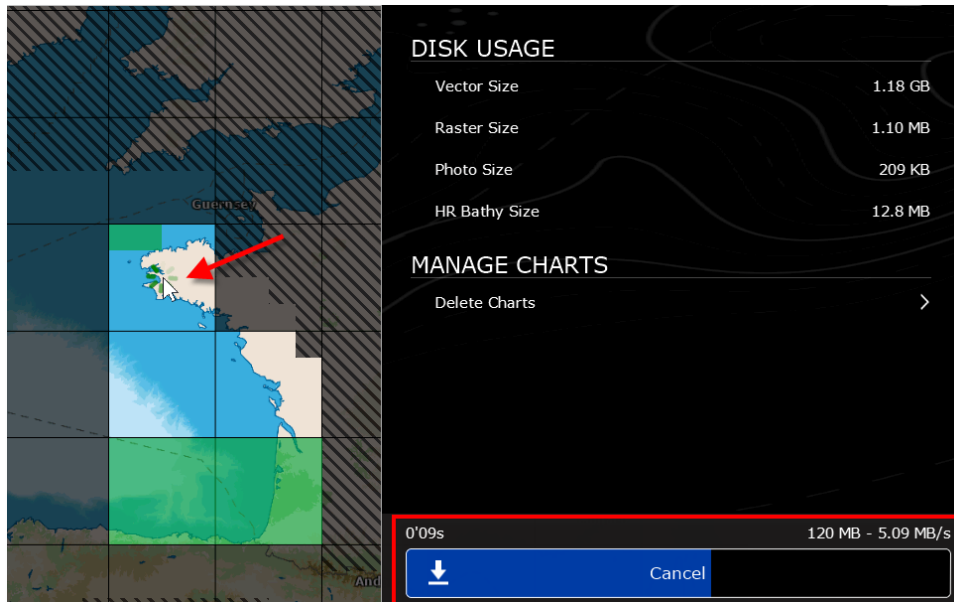 Guernsey
And
DISK USAGE
Vector Size 1.18 GB
Raster Size 1.10 MB
Photo Size 209 KB
HR Bathy Size 12.8 MB
MANAGE CHARTS
Delete Charts
0'09s 120 MB - 5.09 MB/s
Cancel